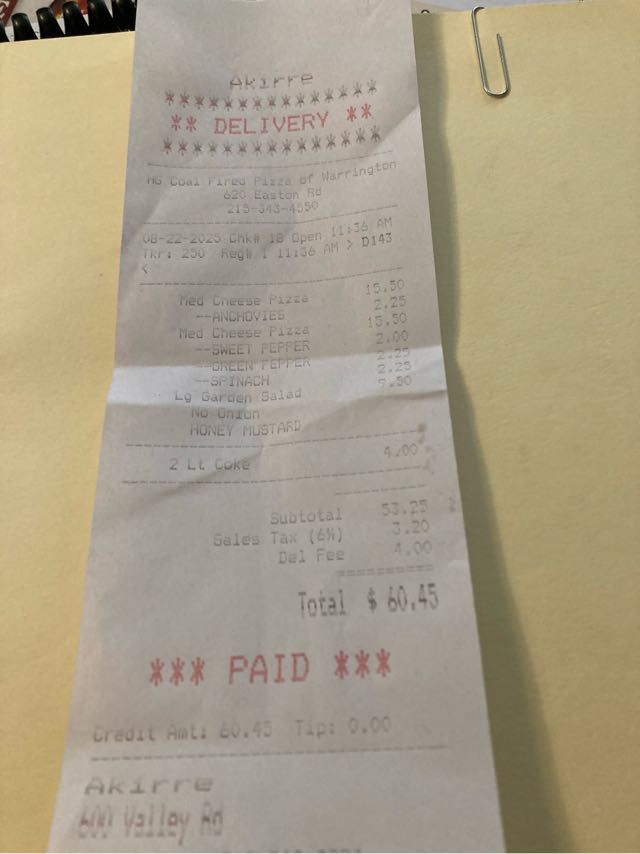 Akirre
**************
** DELIVERY **
**************
MG Coal Fired Pizza of Warrington
620 Easton Rd
215-343-4550
08-22-2025 Chk# 18 Open 11:36 AM
Tkr: 250 Reg# 1 11:36 AM > D143
<
Med Cheese Pizza 15.50
--ANCHOVIES 2.25
Med Cheese Pizza 15.50
--SWEET PEPPER 2.00
--GREEN PEPPER 2.25
--SPINACH 2.25
Lg Garden Salad 9.50
No Onion
HONEY MUSTARD
2 Lt Coke 4.00
Subtotal 53.25
Sales Tax (6%) 3.20
Del Fee 4.00
==========
Total $ 60.45
*** PAID ***
Credit Amt: 60.45 Tip: 0.00
Akirre
600 Valley Rd